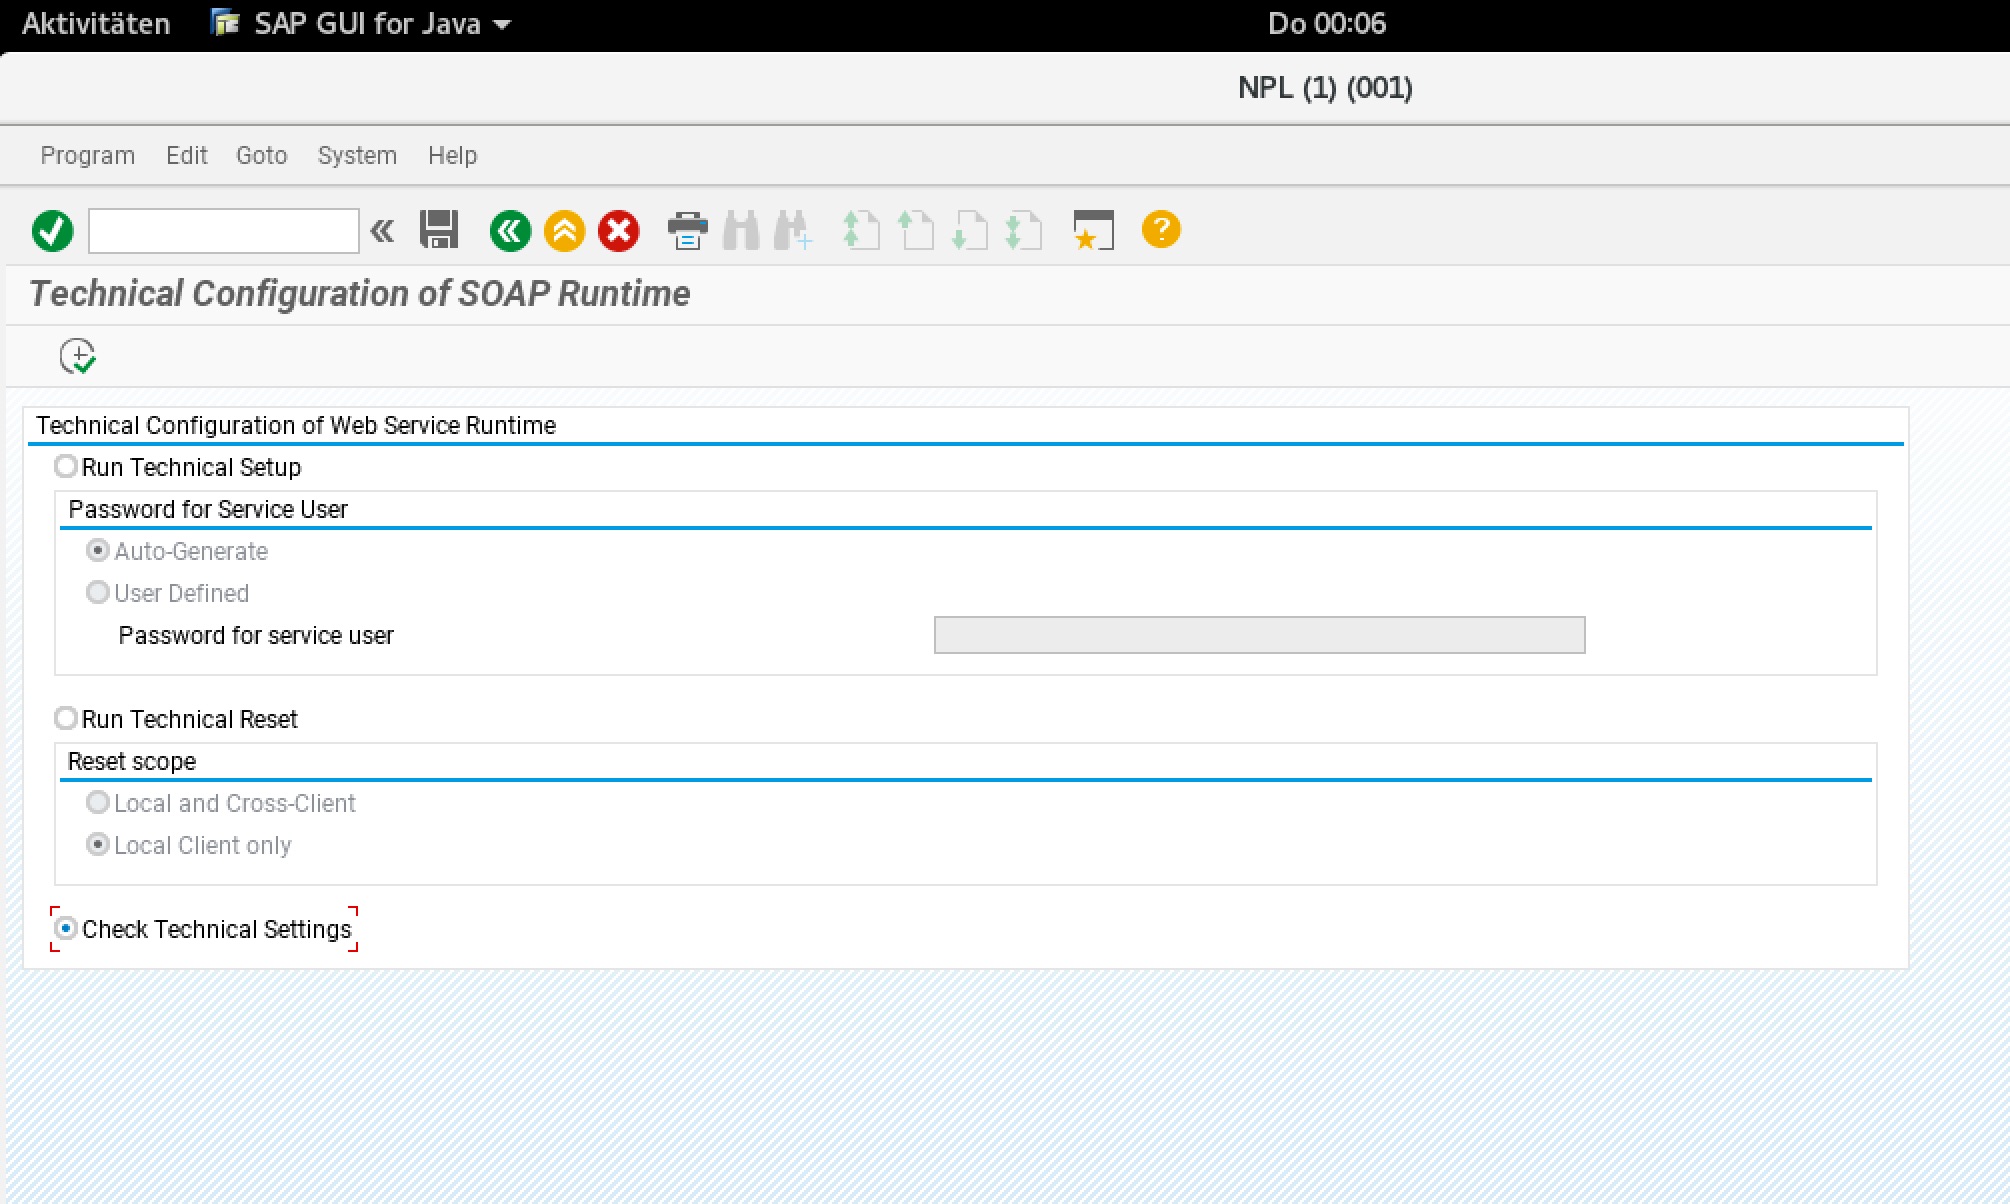 Aktivitäten SAP GUI for Java Do 00:06
NPL (1) (001)
Program Edit Goto System Help
Technical Configuration of SOAP Runtime
Technical Configuration of Web Service Runtime
Run Technical Setup
Password for Service User
Auto-Generate
User Defined
Password for service user
Run Technical Reset
Reset scope
Local and Cross-Client
Local Client only
Check Technical Settings